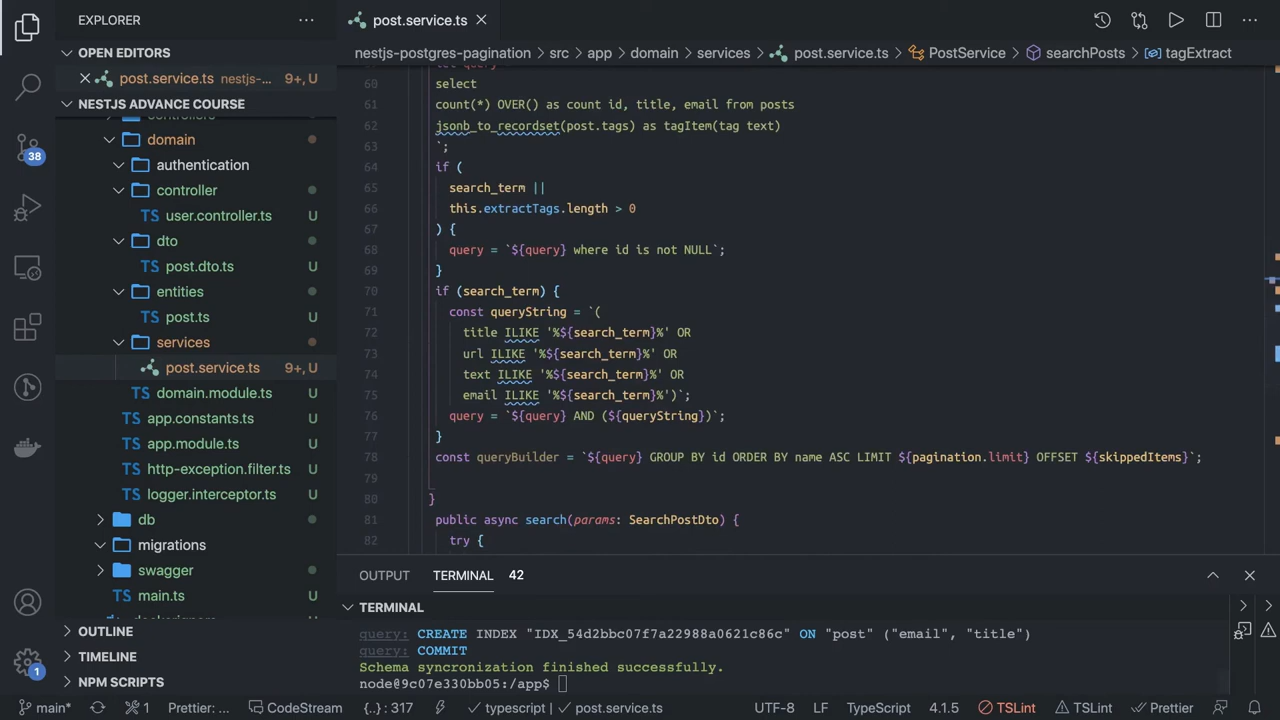 EXPLORER
OPEN EDITORS
post.service.ts nestjs-... 9+, U
NESTJS ADVANCE COURSE
domain
authentication
controller
TS user.controller.ts U
dto
TS post.dto.ts U
entities
TS post.ts U
services
post.service.ts 9+, U
TS domain.module.ts U
TS app.constants.ts U
TS app.module.ts U
TS http-exception.filter.ts U
TS logger.interceptor.ts U
db
migrations
swagger
TS main.ts U
OUTLINE
TIMELINE
NPM SCRIPTS
38
1
post.service.ts
nestjs-postgres-pagination > src > app > domain > services > post.service.ts > PostService > searchPosts > tagExtract
60 select
61 count(*) OVER() as count id, title, email from posts
62 jsonb_to_recordset(post.tags) as tagItem(tag text)
63 `;
64 if (
65 search_term ||
66 this.extractTags.length > 0
67 ) {
68 query = `${query} where id is not NULL`;
69 }
70 if (search_term) {
71 const queryString = `(
72 title ILIKE '%${search_term}%' OR
73 url ILIKE '%${search_term}%' OR
74 text ILIKE '%${search_term}%' OR
75 email ILIKE '%${search_term}%')`;
76 query = `${query} AND (${queryString})`;
77 }
78 const queryBuilder = `${query} GROUP BY id ORDER BY name ASC LIMIT ${pagination.limit} OFFSET ${skippedItems}`;
79
80 }
81 public async search(params: SearchPostDto) {
82 try {
OUTPUT TERMINAL 42
TERMINAL
query: CREATE INDEX "IDX_54d2bbc07f7a22988a0621c86c" ON "post" ("email", "title")
query: COMMIT
Schema syncronization finished successfully.
node@9c07e330bb05:/app$
main* 1 Prettier: ... CodeStream {..} : 317 typescript | post.service.ts UTF-8 LF TypeScript 4.1.5 TSLint TSLint Prettier